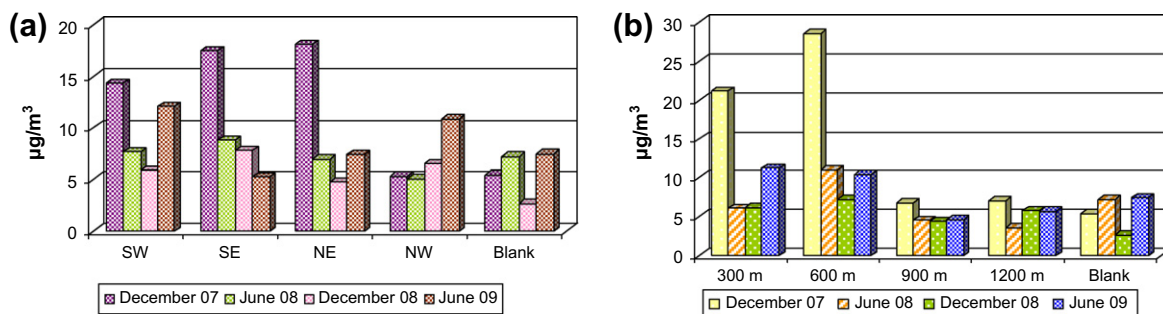 (a)
µg/m³
20
15
10
5
0
SW SE NE NW Blank
December 07 June 08 December 08 June 09
(b)
µg/m³
30
25
20
15
10
5
0
300 m 600 m 900 m 1200 m Blank
December 07 June 08 December 08 June 09